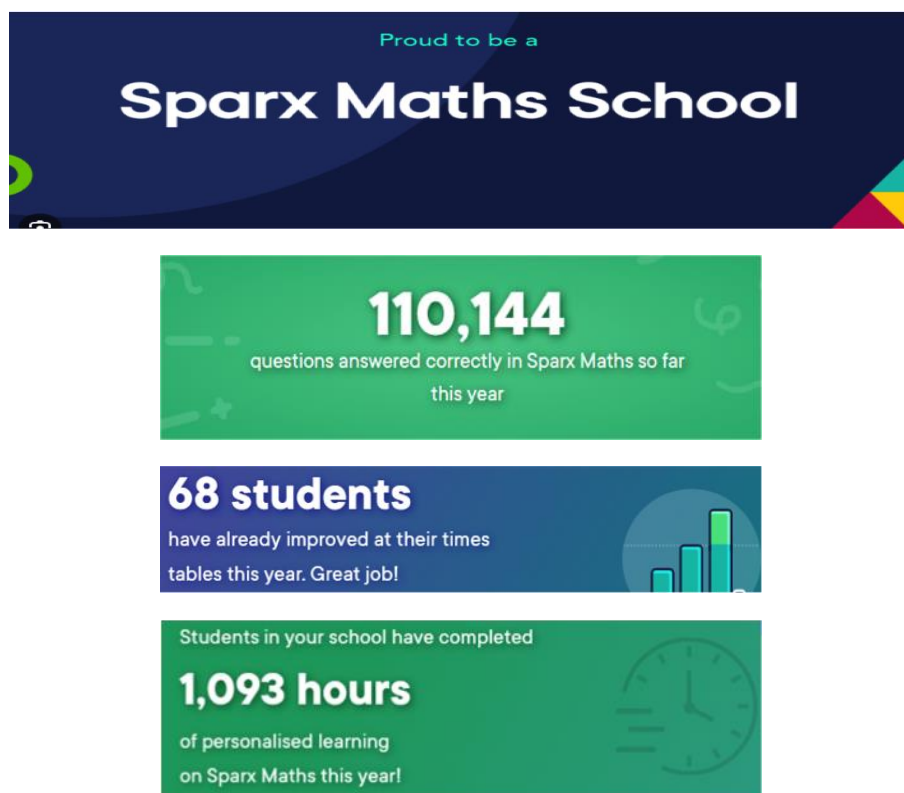 Proud to be a
Sparx Maths School
110,144
questions answered correctly in Sparx Maths so far
this year
68 students
have already improved at their times
tables this year. Great job!
Students in your school have completed
1,093 hours
of personalised learning
on Sparx Maths this year!